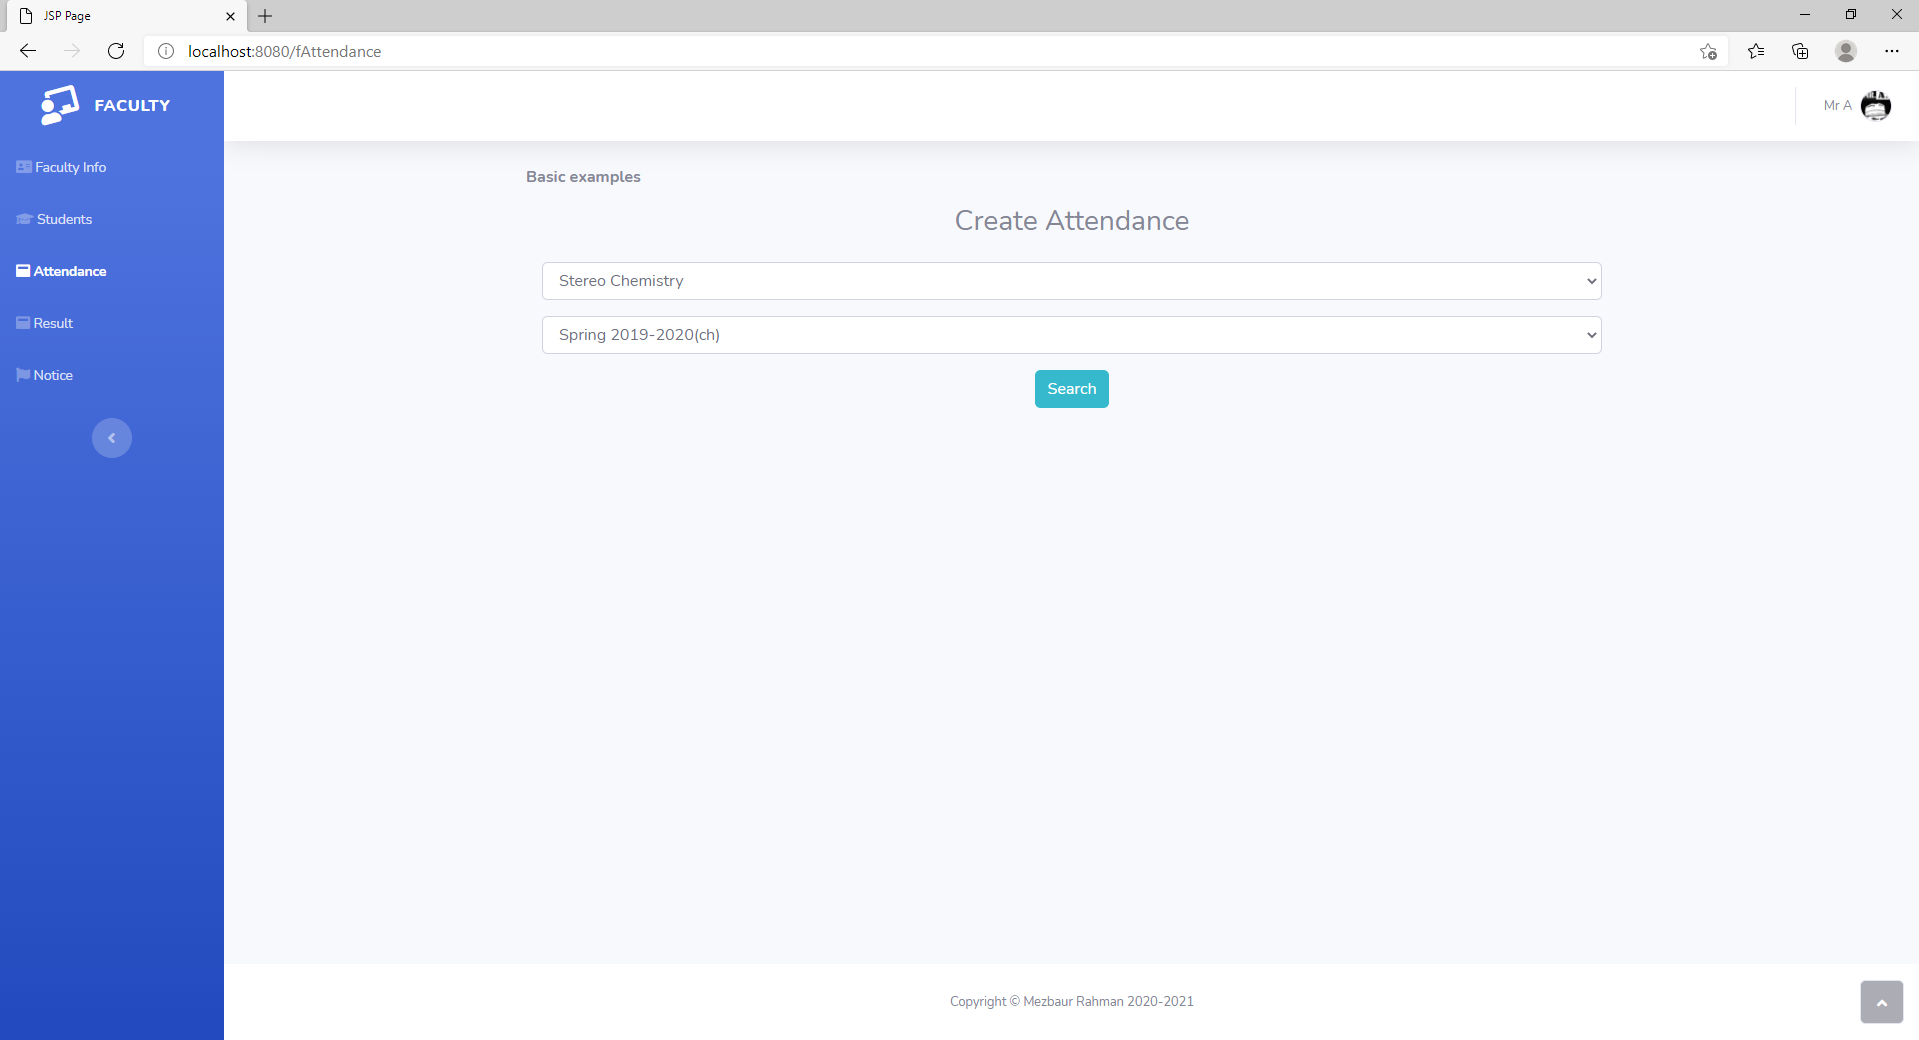 JSP Page
localhost:8080/fAttendance
FACULTY
Mr A
Faculty Info
Students
Attendance
Result
Notice
Basic examples
Create Attendance
Stereo Chemistry
Spring 2019-2020(ch)
Search
Copyright © Mezbaur Rahman 2020-2021